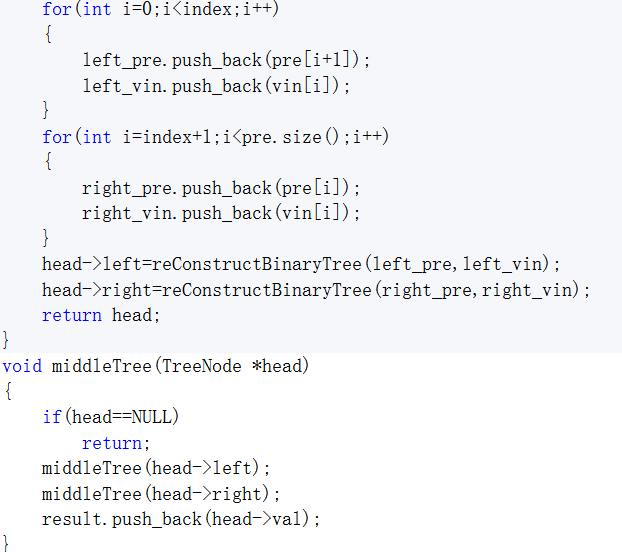 for(int i=0;i<index;i++)
{
left_pre.push_back(pre[i+1]);
left_vin.push_back(vin[i]);
}
for(int i=index+1;i<pre.size();i++)
{
right_pre.push_back(pre[i]);
right_vin.push_back(vin[i]);
}
head->left=reConstructBinaryTree(left_pre,left_vin);
head->right=reConstructBinaryTree(right_pre,right_vin);
return head;
}
void middleTree(TreeNode *head)
{
if(head==NULL)
return;
middleTree(head->left);
middleTree(head->right);
result.push_back(head->val);
}